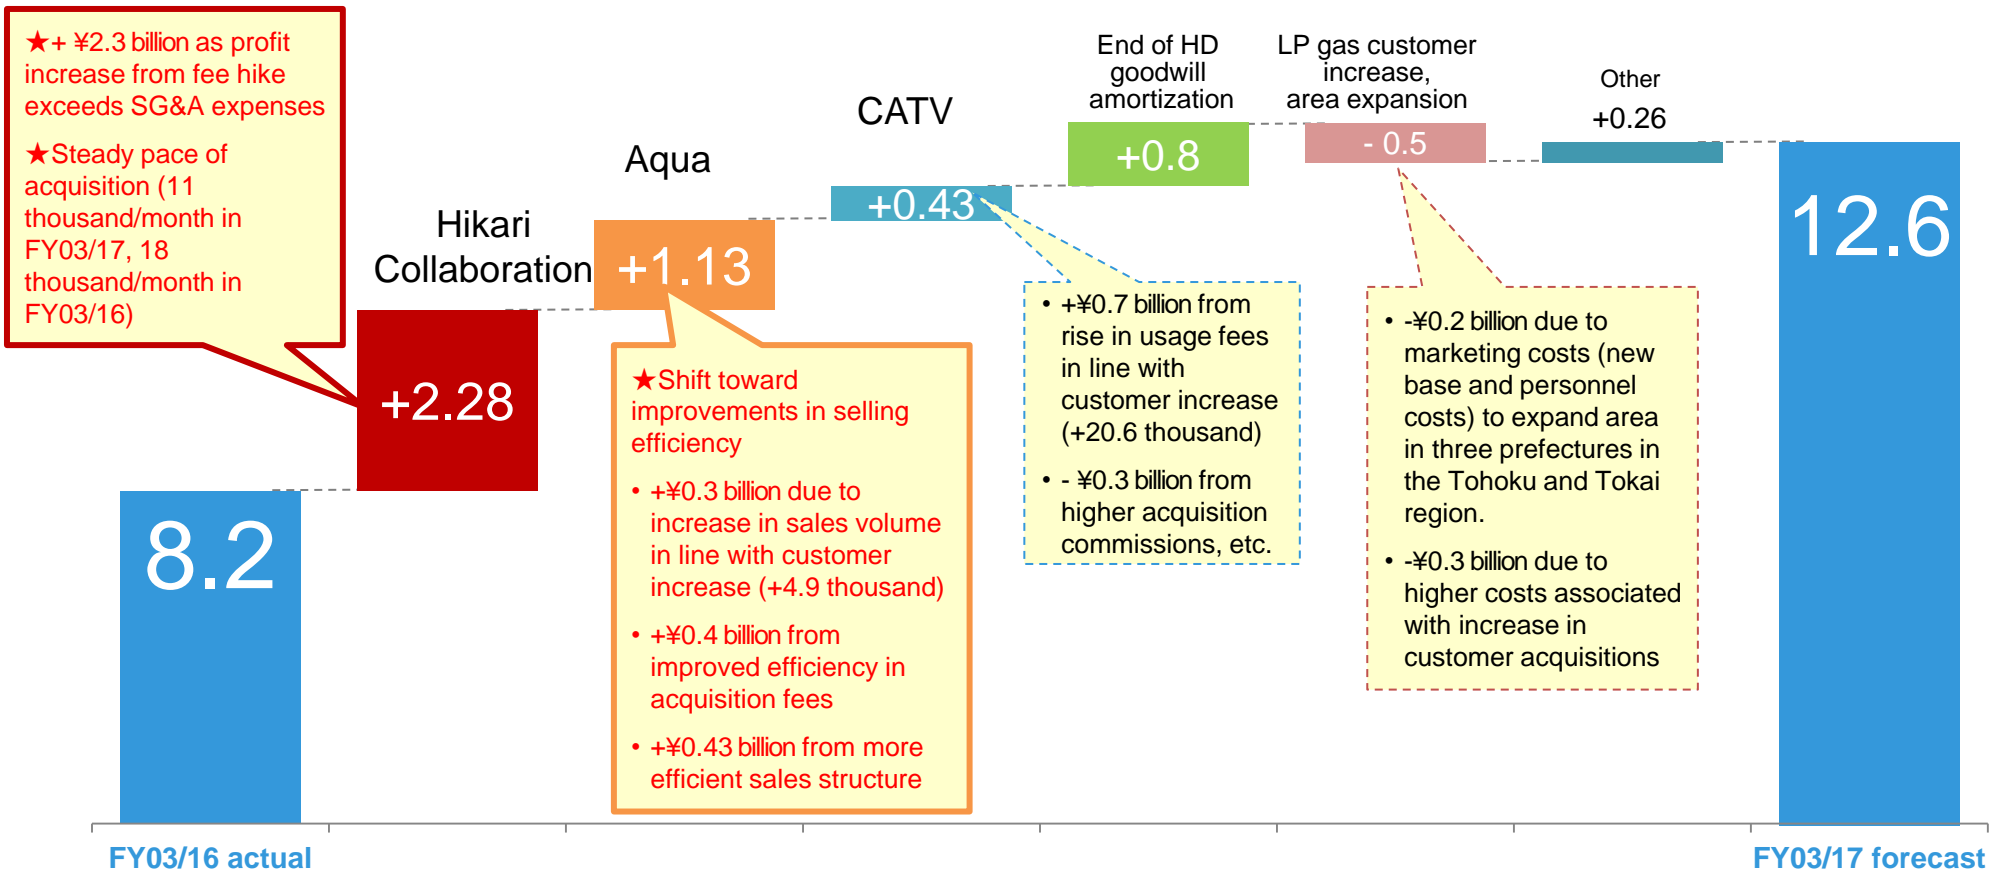 ★+ ¥2.3 billion as profit
increase from fee hike
exceeds SG&A expenses
★Steady pace of
acquisition (11
thousand/month in
FY03/17, 18
thousand/month in
FY03/16)
8.2
Hikari
Collaboration
+2.28
Aqua
+1.13
★Shift toward
improvements in selling
efficiency
• +¥0.3 billion due to
increase in sales volume
in line with customer
increase (+4.9 thousand)
• +¥0.4 billion from
improved efficiency in
acquisition fees
• +¥0.43 billion from more
efficient sales structure
CATV
+0.43
• +¥0.7 billion from
rise in usage fees
in line with
customer increase
(+20.6 thousand)
• - ¥0.3 billion from
higher acquisition
commissions, etc.
End of HD
goodwill
amortization
+0.8
LP gas customer
increase,
area expansion
- 0.5
• -¥0.2 billion due to
marketing costs (new
base and personnel
costs) to expand area
in three prefectures in
the Tohoku and Tokai
region.
• -¥0.3 billion due to
higher costs associated
with increase in
customer acquisitions
Other
+0.26
12.6
FY03/16 actual
FY03/17 forecast